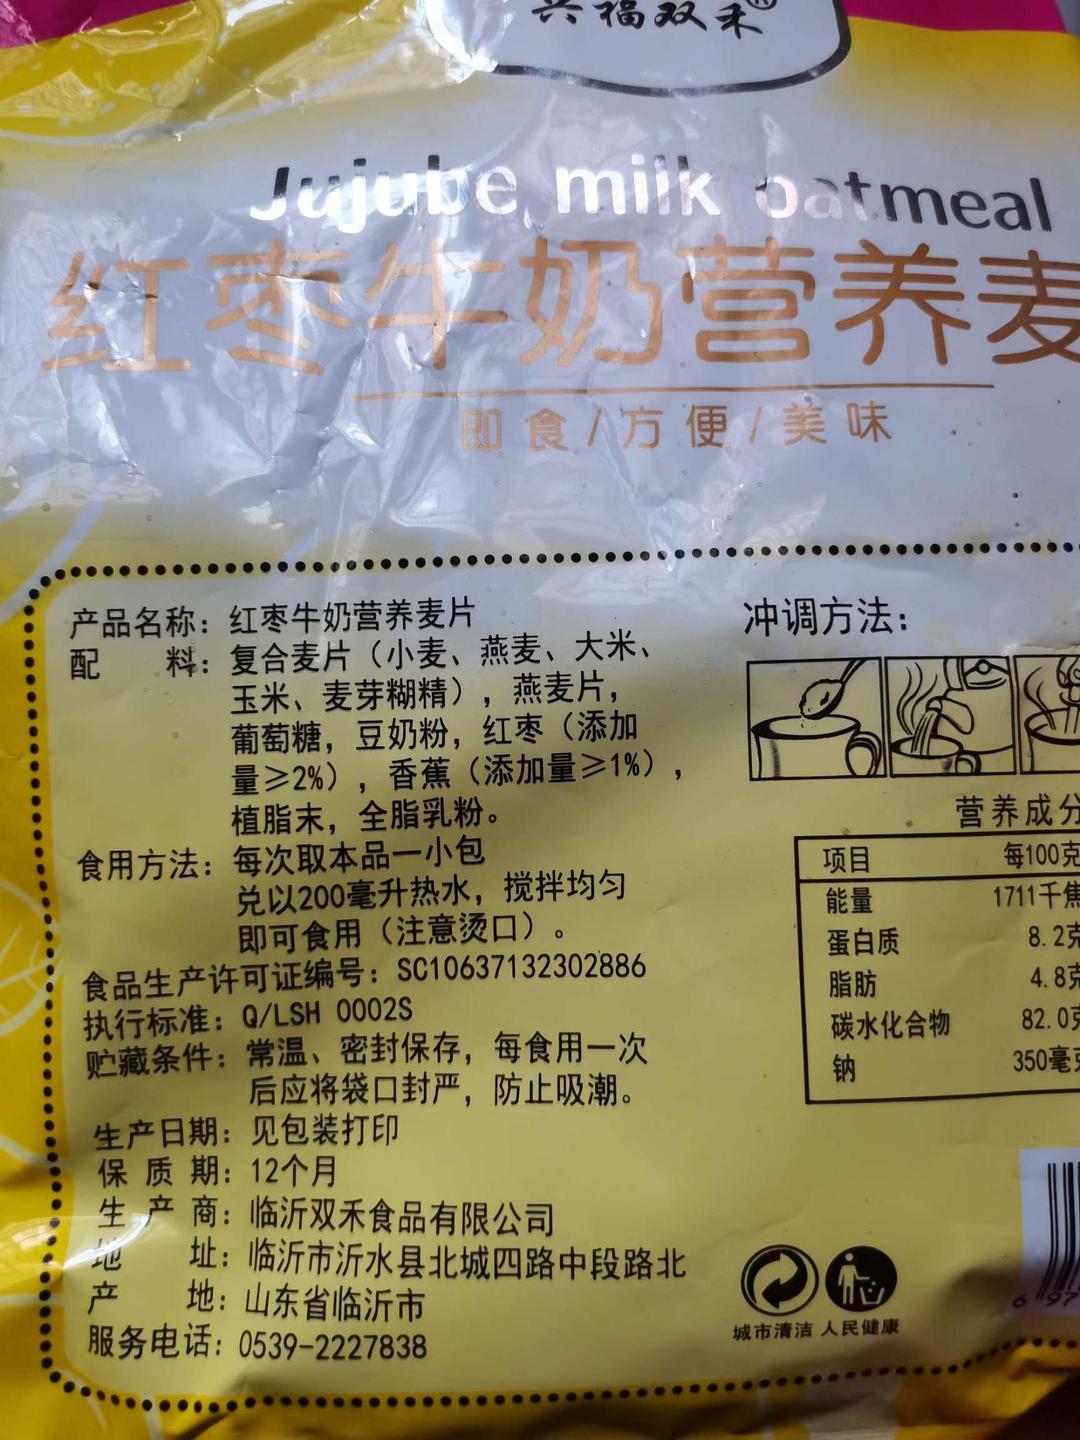 兴福双禾®
Jujube milk oatmeal
红枣牛奶营养麦
即食/方便/美味
产品名称：红枣牛奶营养麦片
配 料：复合麦片（小麦、燕麦、大米、
玉米、麦芽糊精），燕麦片，
葡萄糖，豆奶粉，红枣（添加
量≥2%），香蕉（添加量≥1%），
植脂末，全脂乳粉。
食用方法：每次取本品一小包
兑以200毫升热水，搅拌均匀
即可食用（注意烫口）。
食品生产许可证编号：SC10637132302886
执行标准：Q/LSH 0002S
贮藏条件：常温、密封保存，每食用一次
后应将袋口封严，防止吸潮。
生产日期：见包装打印
保 质 期：12个月
生 产 商：临沂双禾食品有限公司
地 址：临沂市沂水县北城四路中段路北
产 地：山东省临沂市
服务电话：0539-2227838
冲调方法：
营养成分
项目 每100克
能量 1711千焦
蛋白质 8.2克
脂肪 4.8克
碳水化合物 82.0克
钠 350毫克
城市清洁 人民健康
6 97